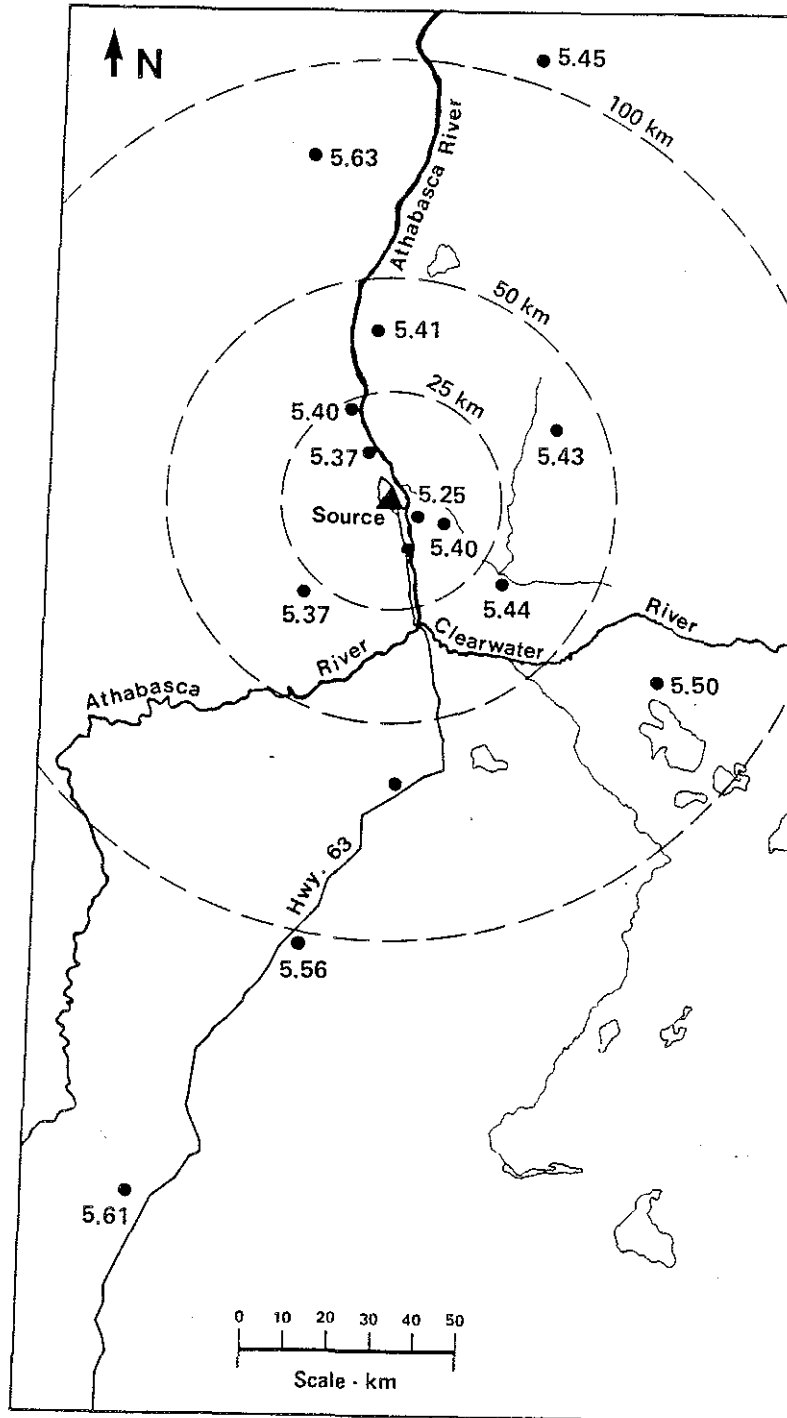 N
5.45
100 km
5.63
Athabasca River
50 km
5.41
25 km
5.40
5.43
5.37
5.25
Source
5.40
5.37
5.44
Clearwater River
Athabasca River
5.50
Hwy. 63
5.56
5.61
0 10 20 30 40 50
Scale - km